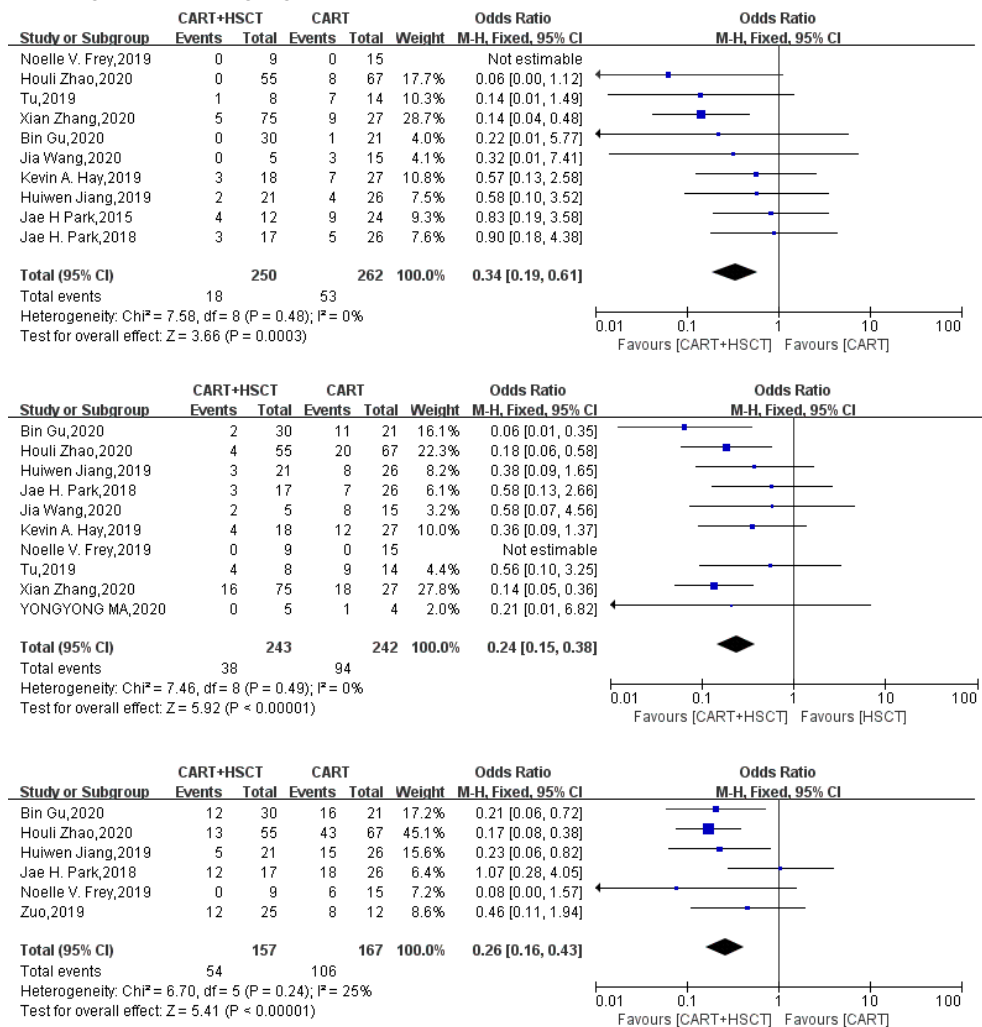 CART+HSCT CART Odds Ratio Odds Ratio
Study or Subgroup Events Total Events Total Weight M-H, Fixed, 95% CI M-H, Fixed, 95% CI
Noelle V. Frey,2019 0 9 0 15 Not estimable
Houli Zhao,2020 0 55 8 67 17.7% 0.06 [0.00, 1.12]
Tu,2019 1 8 7 14 10.3% 0.14 [0.01, 1.49]
Xian Zhang,2020 5 75 9 27 28.7% 0.14 [0.04, 0.48]
Bin Gu,2020 0 30 1 21 4.0% 0.22 [0.01, 5.77]
Jia Wang,2020 0 5 3 15 4.1% 0.32 [0.01, 7.41]
Kevin A. Hay,2019 3 18 7 27 10.8% 0.57 [0.13, 2.58]
Huiwen Jiang,2019 2 21 4 26 7.5% 0.58 [0.10, 3.52]
Jae H Park,2015 4 12 9 24 9.3% 0.83 [0.19, 3.58]
Jae H. Park,2018 3 17 5 26 7.6% 0.90 [0.18, 4.38]
Total (95% CI) 250 262 100.0% 0.34 [0.19, 0.61]
Total events 18 53
Heterogeneity: Chi² = 7.58, df = 8 (P = 0.48); I² = 0%
Test for overall effect: Z = 3.66 (P = 0.0003)
0.01 0.1 1 10 100
Favours [CART+HSCT] Favours [CART]
CART+HSCT CART Odds Ratio Odds Ratio
Study or Subgroup Events Total Events Total Weight M-H, Fixed, 95% CI M-H, Fixed, 95% CI
Bin Gu,2020 2 30 11 21 16.1% 0.06 [0.01, 0.35]
Houli Zhao,2020 4 55 20 67 22.3% 0.18 [0.06, 0.58]
Huiwen Jiang,2019 3 21 8 26 8.2% 0.38 [0.09, 1.65]
Jae H. Park,2018 3 17 7 26 6.1% 0.58 [0.13, 2.66]
Jia Wang,2020 2 5 8 15 3.2% 0.58 [0.07, 4.56]
Kevin A. Hay,2019 4 18 12 27 10.0% 0.36 [0.09, 1.37]
Noelle V. Frey,2019 0 9 0 15 Not estimable
Tu,2019 4 8 9 14 4.4% 0.56 [0.10, 3.25]
Xian Zhang,2020 16 75 18 27 27.8% 0.14 [0.05, 0.36]
YONGYONG MA,2020 0 5 1 4 2.0% 0.21 [0.01, 6.82]
Total (95% CI) 243 242 100.0% 0.24 [0.15, 0.38]
Total events 38 94
Heterogeneity: Chi² = 7.46, df = 8 (P = 0.49); I² = 0%
Test for overall effect: Z = 5.92 (P < 0.00001)
0.01 0.1 1 10 100
Favours [CART+HSCT] Favours [HSCT]
CART+HSCT CART Odds Ratio Odds Ratio
Study or Subgroup Events Total Events Total Weight M-H, Fixed, 95% CI M-H, Fixed, 95% CI
Bin Gu,2020 12 30 16 21 17.2% 0.21 [0.06, 0.72]
Houli Zhao,2020 13 55 43 67 45.1% 0.17 [0.08, 0.38]
Huiwen Jiang,2019 5 21 15 26 15.6% 0.23 [0.06, 0.82]
Jae H. Park,2018 12 17 18 26 6.4% 1.07 [0.28, 4.05]
Noelle V. Frey,2019 0 9 6 15 7.2% 0.08 [0.00, 1.57]
Zuo,2019 12 25 8 12 8.6% 0.46 [0.11, 1.94]
Total (95% CI) 157 167 100.0% 0.26 [0.16, 0.43]
Total events 54 106
Heterogeneity: Chi² = 6.70, df = 5 (P = 0.24); I² = 25%
Test for overall effect: Z = 5.41 (P < 0.00001)
0.01 0.1 1 10 100
Favours [CART+HSCT] Favours [CART]